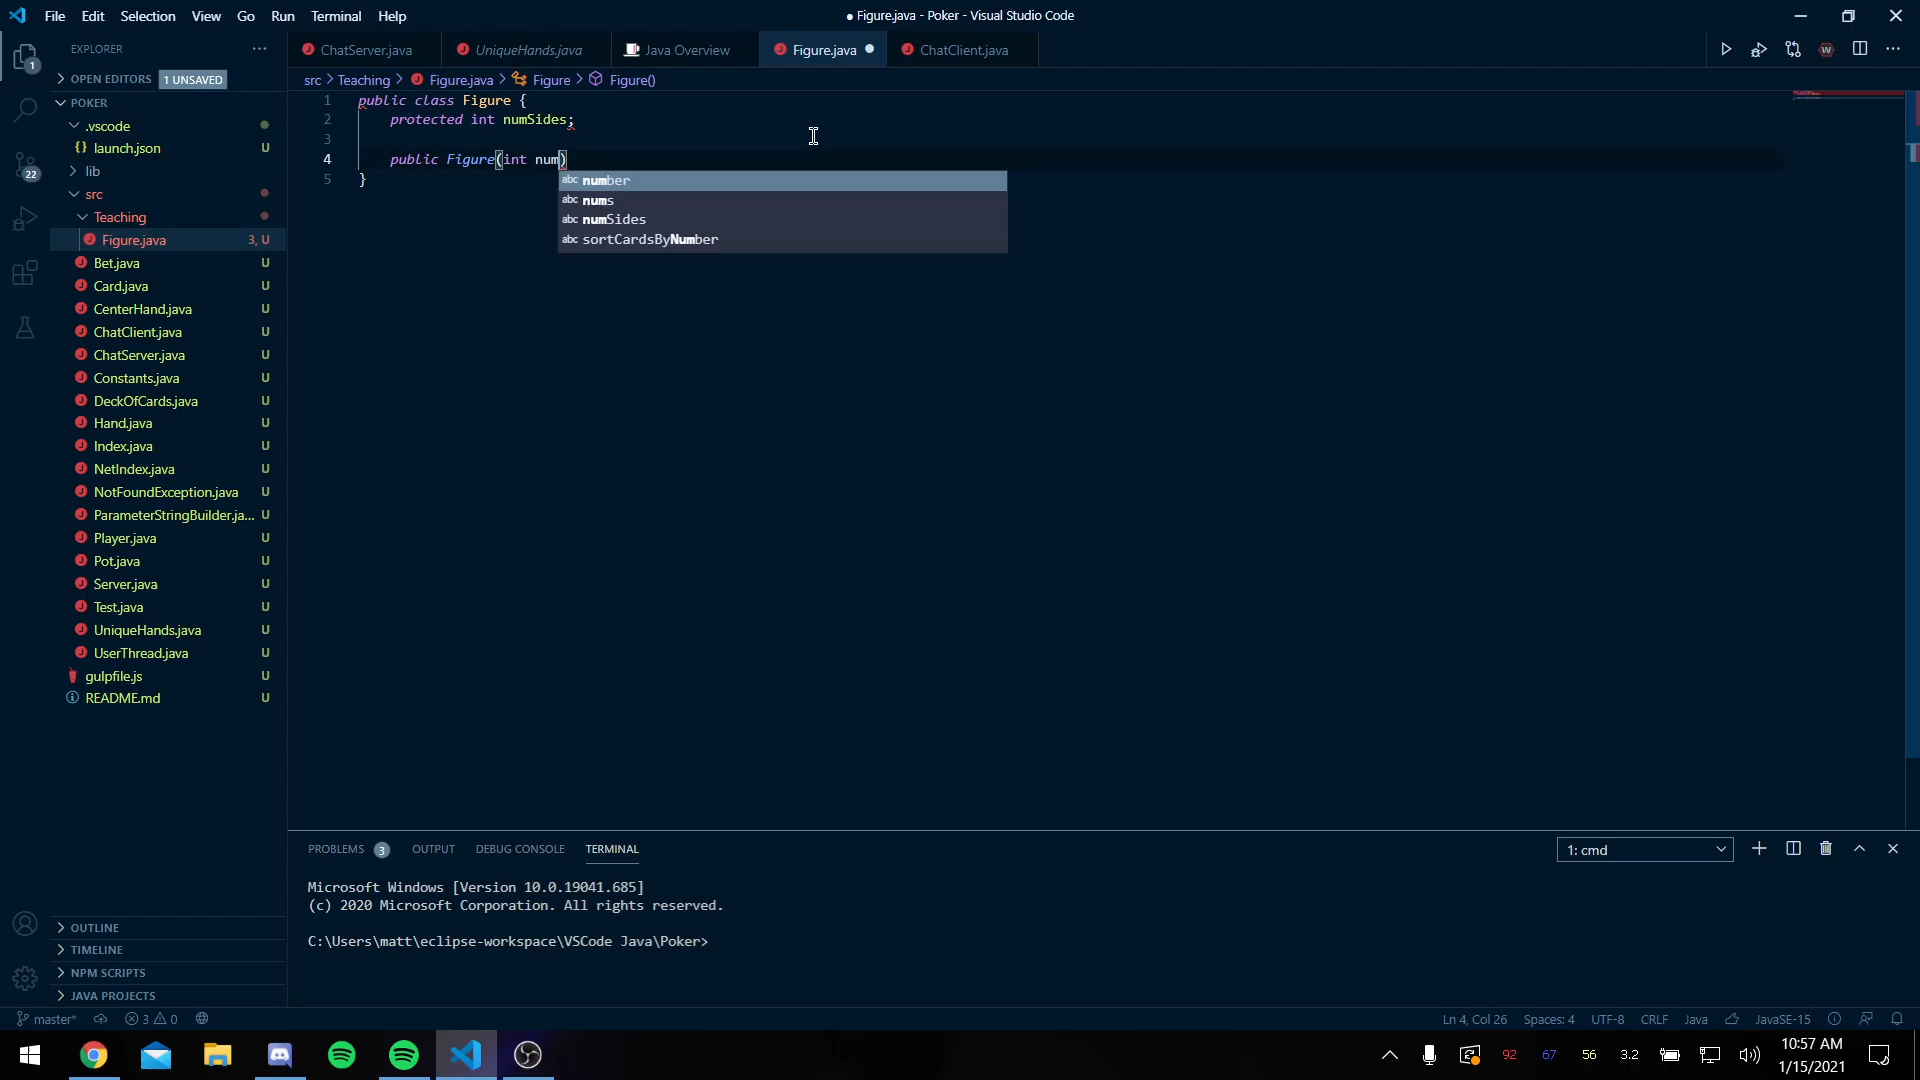 File Edit Selection View Go Run Terminal Help
● Figure.java - Poker - Visual Studio Code
EXPLORER
ChatServer.java
UniqueHands.java
Java Overview
Figure.java
ChatClient.java
OPEN EDITORS 1 UNSAVED
src > Teaching > Figure.java > Figure > Figure()
POKER
.vscode
launch.json U
lib
src
Teaching
Figure.java 3, U
Bet.java U
Card.java U
CenterHand.java U
ChatClient.java U
ChatServer.java U
Constants.java U
DeckOfCards.java U
Hand.java U
Index.java U
NetIndex.java U
NotFoundException.java U
ParameterStringBuilder.ja... U
Player.java U
Pot.java U
Server.java U
Test.java U
UniqueHands.java U
UserThread.java U
gulpfile.js U
README.md U
OUTLINE
TIMELINE
NPM SCRIPTS
JAVA PROJECTS
1
22
1 public class Figure {
2 protected int numSides;
3
4 public Figure(int num)
5 }
abc number
abc nums
abc numSides
abc sortCardsByNumber
PROBLEMS 3 OUTPUT DEBUG CONSOLE TERMINAL
1: cmd
Microsoft Windows [Version 10.0.19041.685]
(c) 2020 Microsoft Corporation. All rights reserved.
C:\Users\matt\eclipse-workspace\VSCode Java\Poker>
master* 3 0
Ln 4, Col 26 Spaces: 4 UTF-8 CRLF Java JavaSE-15
92 67 56 3.2
10:57 AM
1/15/2021